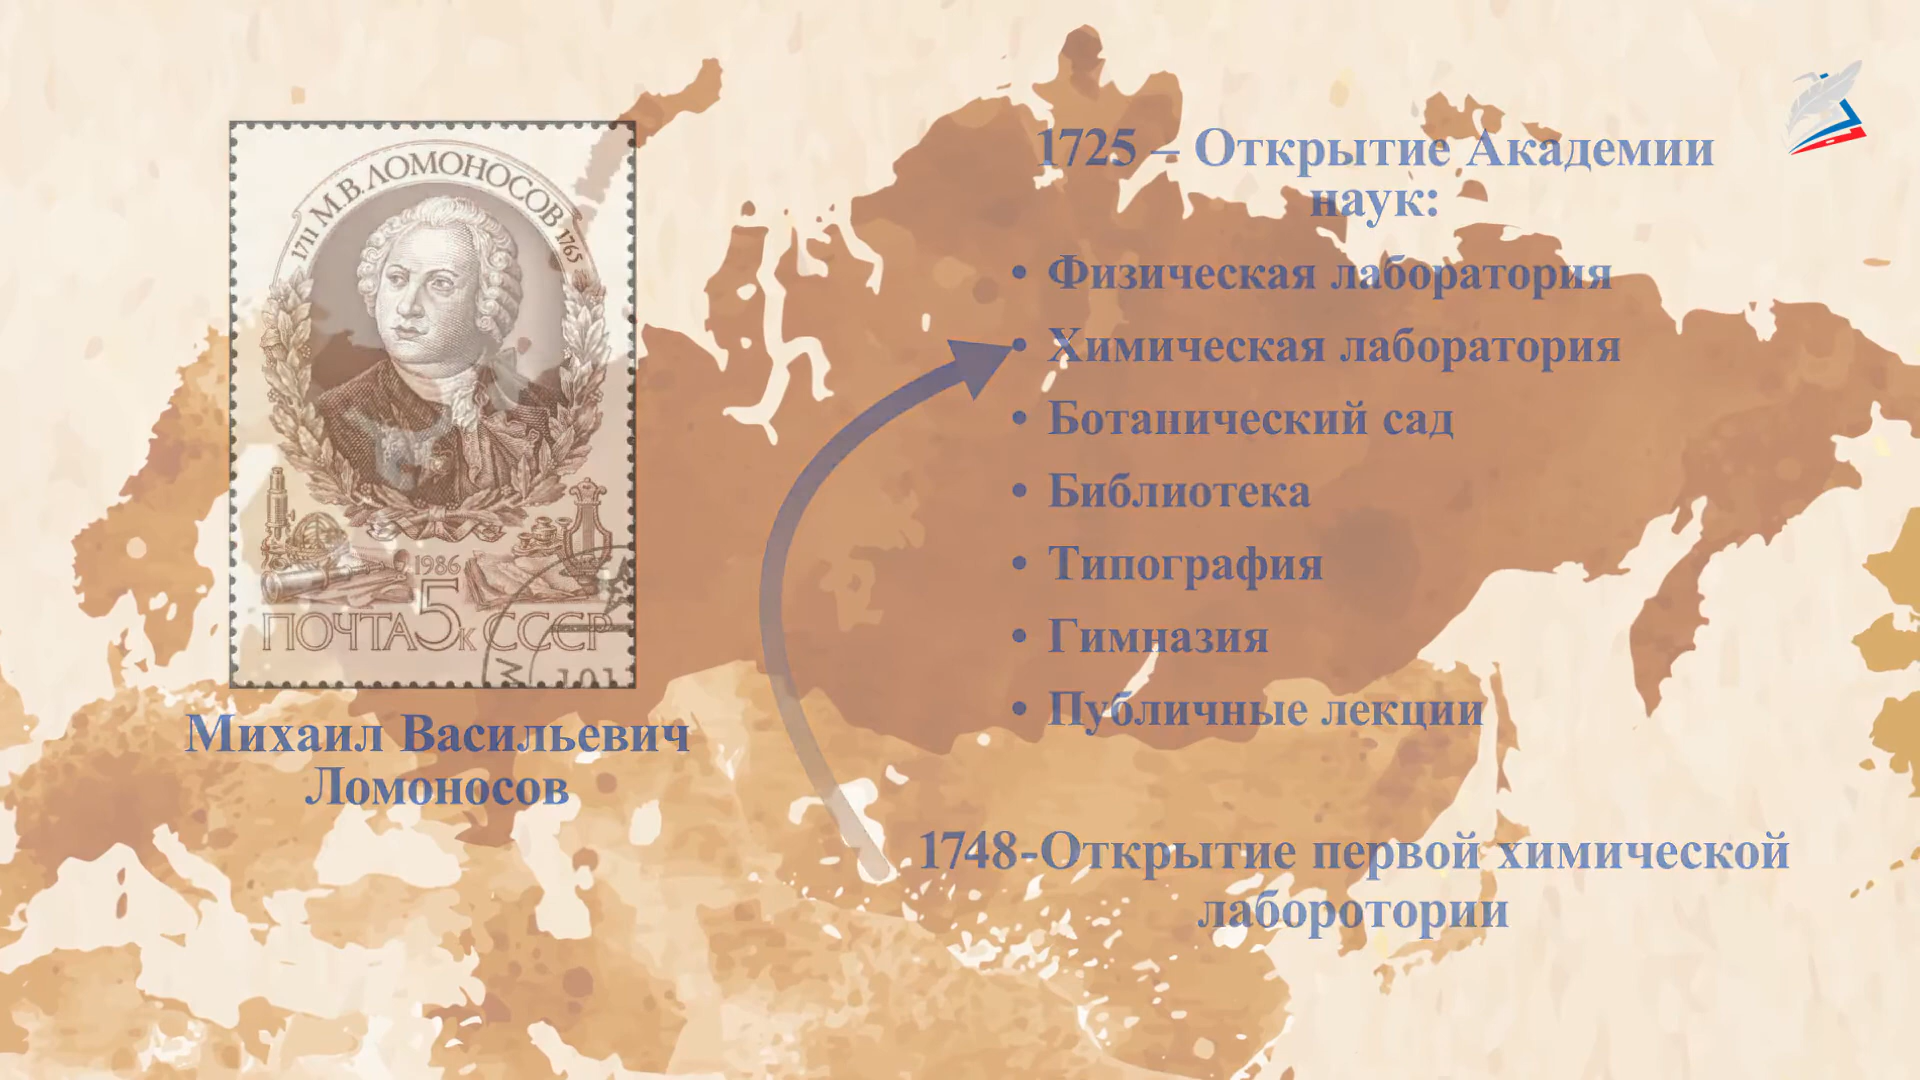 1711 М.В.ЛОМОНОСОВ 1765
1986
ПОЧТА 5к СССР
Михаил Васильевич
Ломоносов
1725 – Открытие Академии
наук:
• Физическая лаборатория
• Химическая лаборатория
• Ботанический сад
• Библиотека
• Типография
• Гимназия
• Публичные лекции
1748-Открытие первой химической
лаборотории